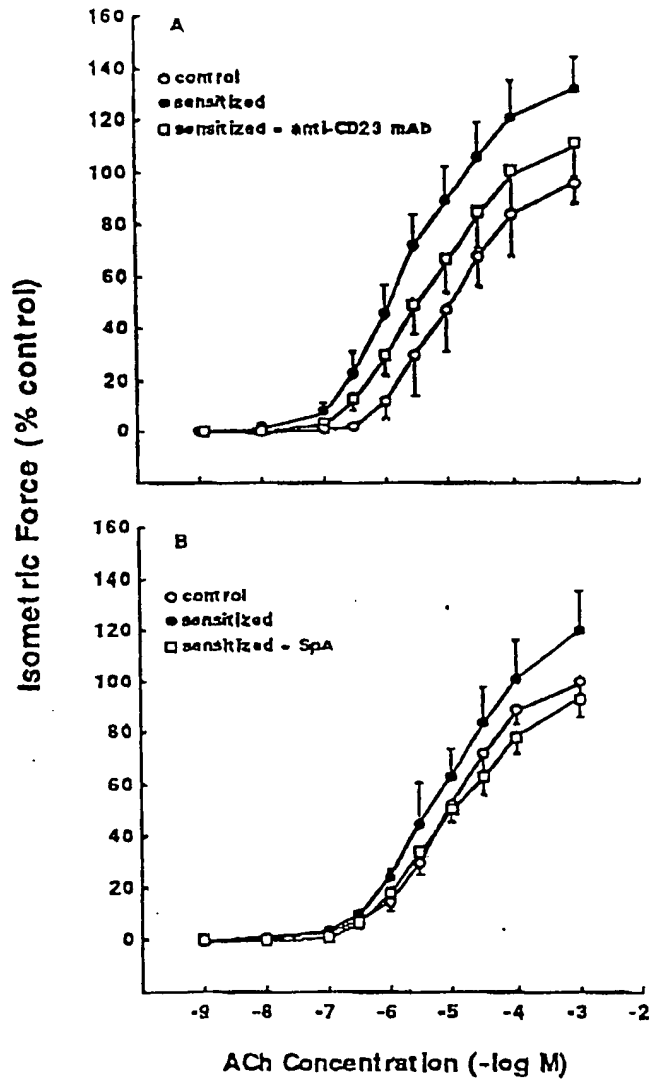 160
A
140
120
100
80
60
40
20
0
control
sensitized
sensitized - anti-CD23 mAb
Isometric Force (% control)
160
B
140
120
100
80
60
40
20
0
control
sensitized
sensitized - SpA
-9 -8 -7 -6 -5 -4 -3 -2
ACh Concentration (-log M)